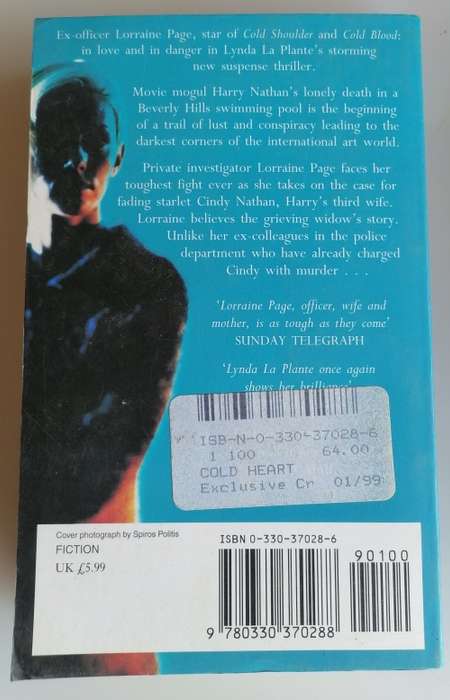 Ex-officer Lorraine Page, star of Cold Shoulder and Cold Blood:
in love and in danger in Lynda La Plante's storming
new suspense thriller.
Movie mogul Harry Nathan's lonely death in a
Beverly Hills swimming pool is the beginning
of a trail of lust and conspiracy leading to the
darkest corners of the international art world.
Private investigator Lorraine Page faces her
toughest fight ever as she takes on the case for
fading starlet Cindy Nathan, Harry's third wife.
Lorraine believes the grieving widow's story.
Unlike her ex-colleagues in the police
department who have already charged
Cindy with murder . . .
'Lorraine Page, officer, wife and
mother, is as tough as they come'
SUNDAY TELEGRAPH
'Lynda La Plante once again
shows her brilliance'
ISBN-N-0-330-37028-6
1 100 64.00
COLD HEART
Exclusive Cr 01/99
Cover photograph by Spiros Politis
FICTION
UK £5.99
ISBN 0-330-37028-6
90100
9 780330 370288